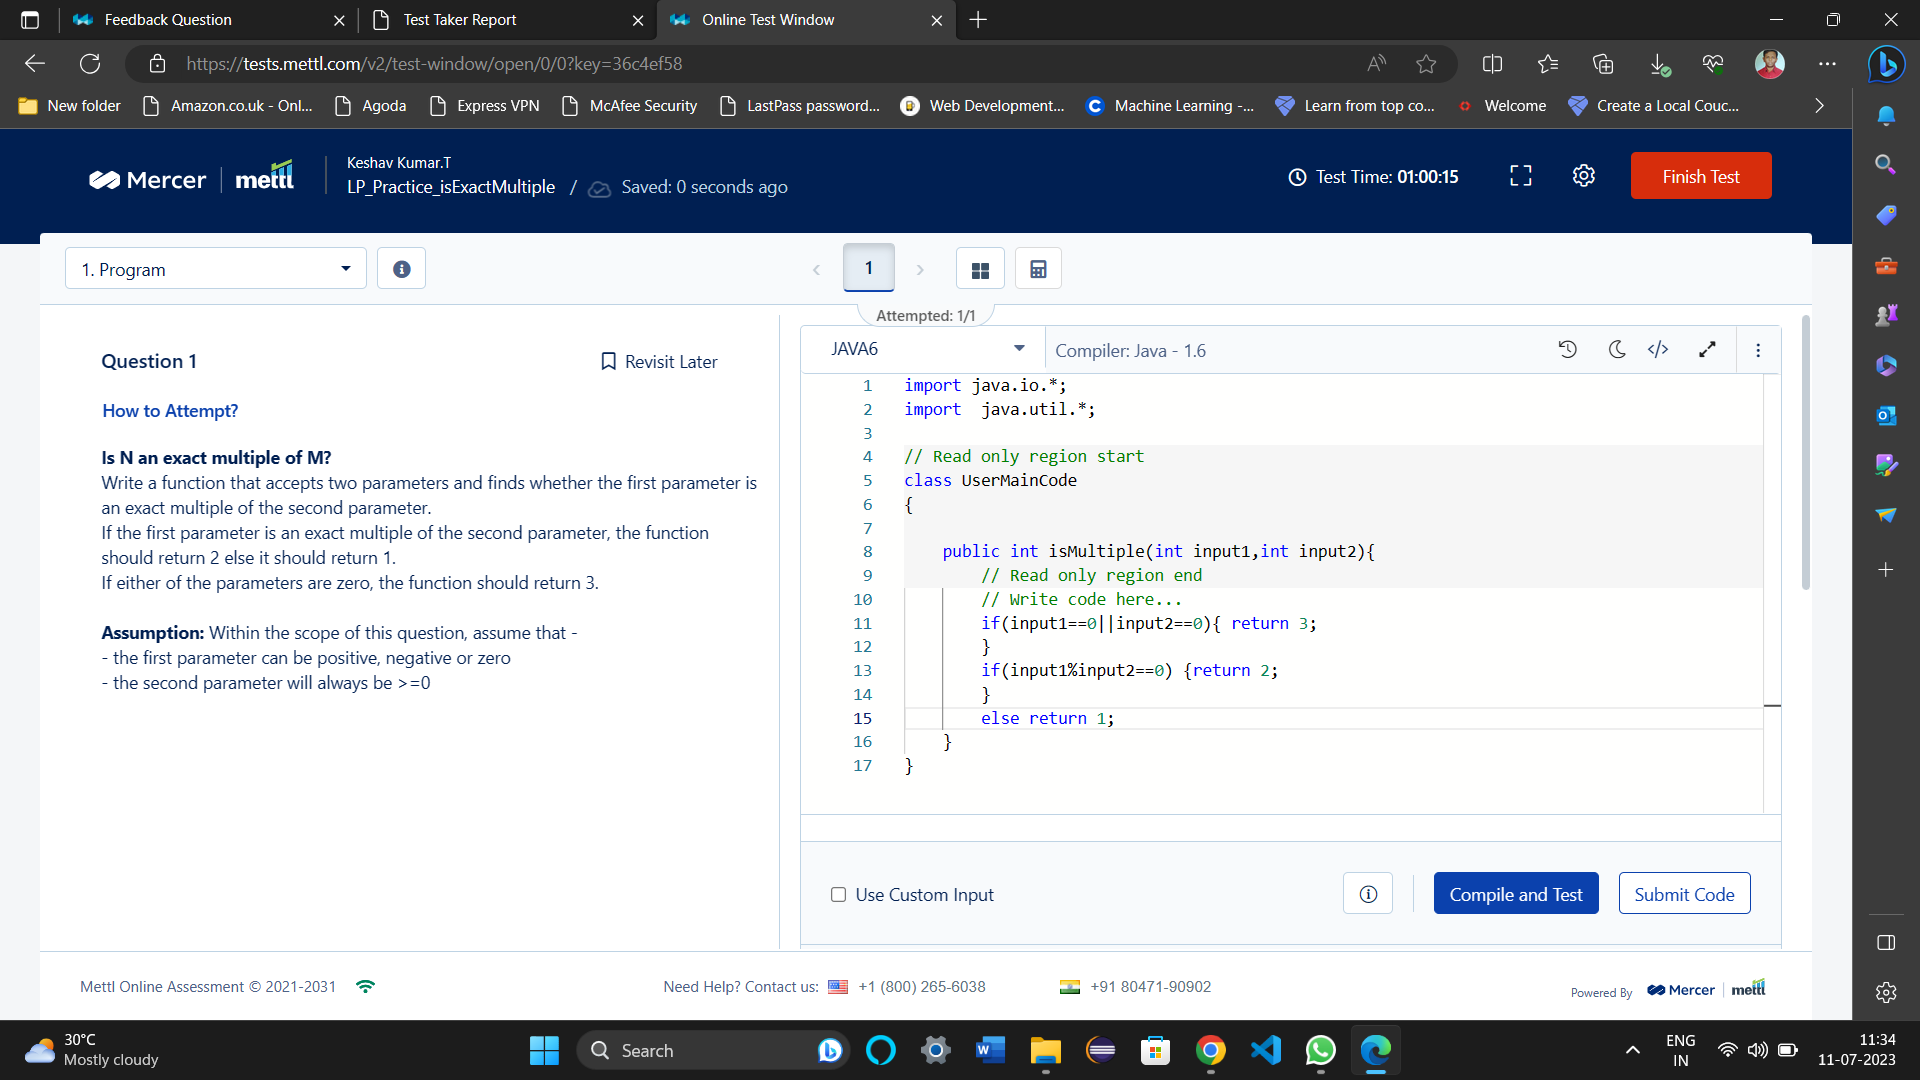 Feedback Question
Test Taker Report
Online Test Window
https://tests.mettl.com/v2/test-window/open/0/0?key=36c4ef58
New folder
Amazon.co.uk - Onl...
Agoda
Express VPN
McAfee Security
LastPass password...
Web Development...
Machine Learning -...
Learn from top co...
Welcome
Create a Local Couc...
Mercer | mettl
Keshav Kumar.T
LP_Practice_isExactMultiple / Saved: 0 seconds ago
Test Time: 01:00:15
Finish Test
1. Program
1
Attempted: 1/1
Question 1
Revisit Later
How to Attempt?
Is N an exact multiple of M?
Write a function that accepts two parameters and finds whether the first parameter is
an exact multiple of the second parameter.
If the first parameter is an exact multiple of the second parameter, the function
should return 2 else it should return 1.
If either of the parameters are zero, the function should return 3.
Assumption: Within the scope of this question, assume that -
- the first parameter can be positive, negative or zero
- the second parameter will always be >=0
JAVA6
Compiler: Java - 1.6
1 import java.io.*;
2 import  java.util.*;
3
4 // Read only region start
5 class UserMainCode
6 {
7
8     public int isMultiple(int input1,int input2){
9         // Read only region end
10         // Write code here...
11         if(input1==0||input2==0){ return 3;
12         }
13         if(input1%input2==0) {return 2;
14         }
15         else return 1;
16     }
17 }
Use Custom Input
Compile and Test
Submit Code
Mettl Online Assessment © 2021-2031
Need Help? Contact us: +1 (800) 265-6038
+91 80471-90902
Powered By Mercer | mettl
30°C
Mostly cloudy
Search
ENG
IN
11:34
11-07-2023